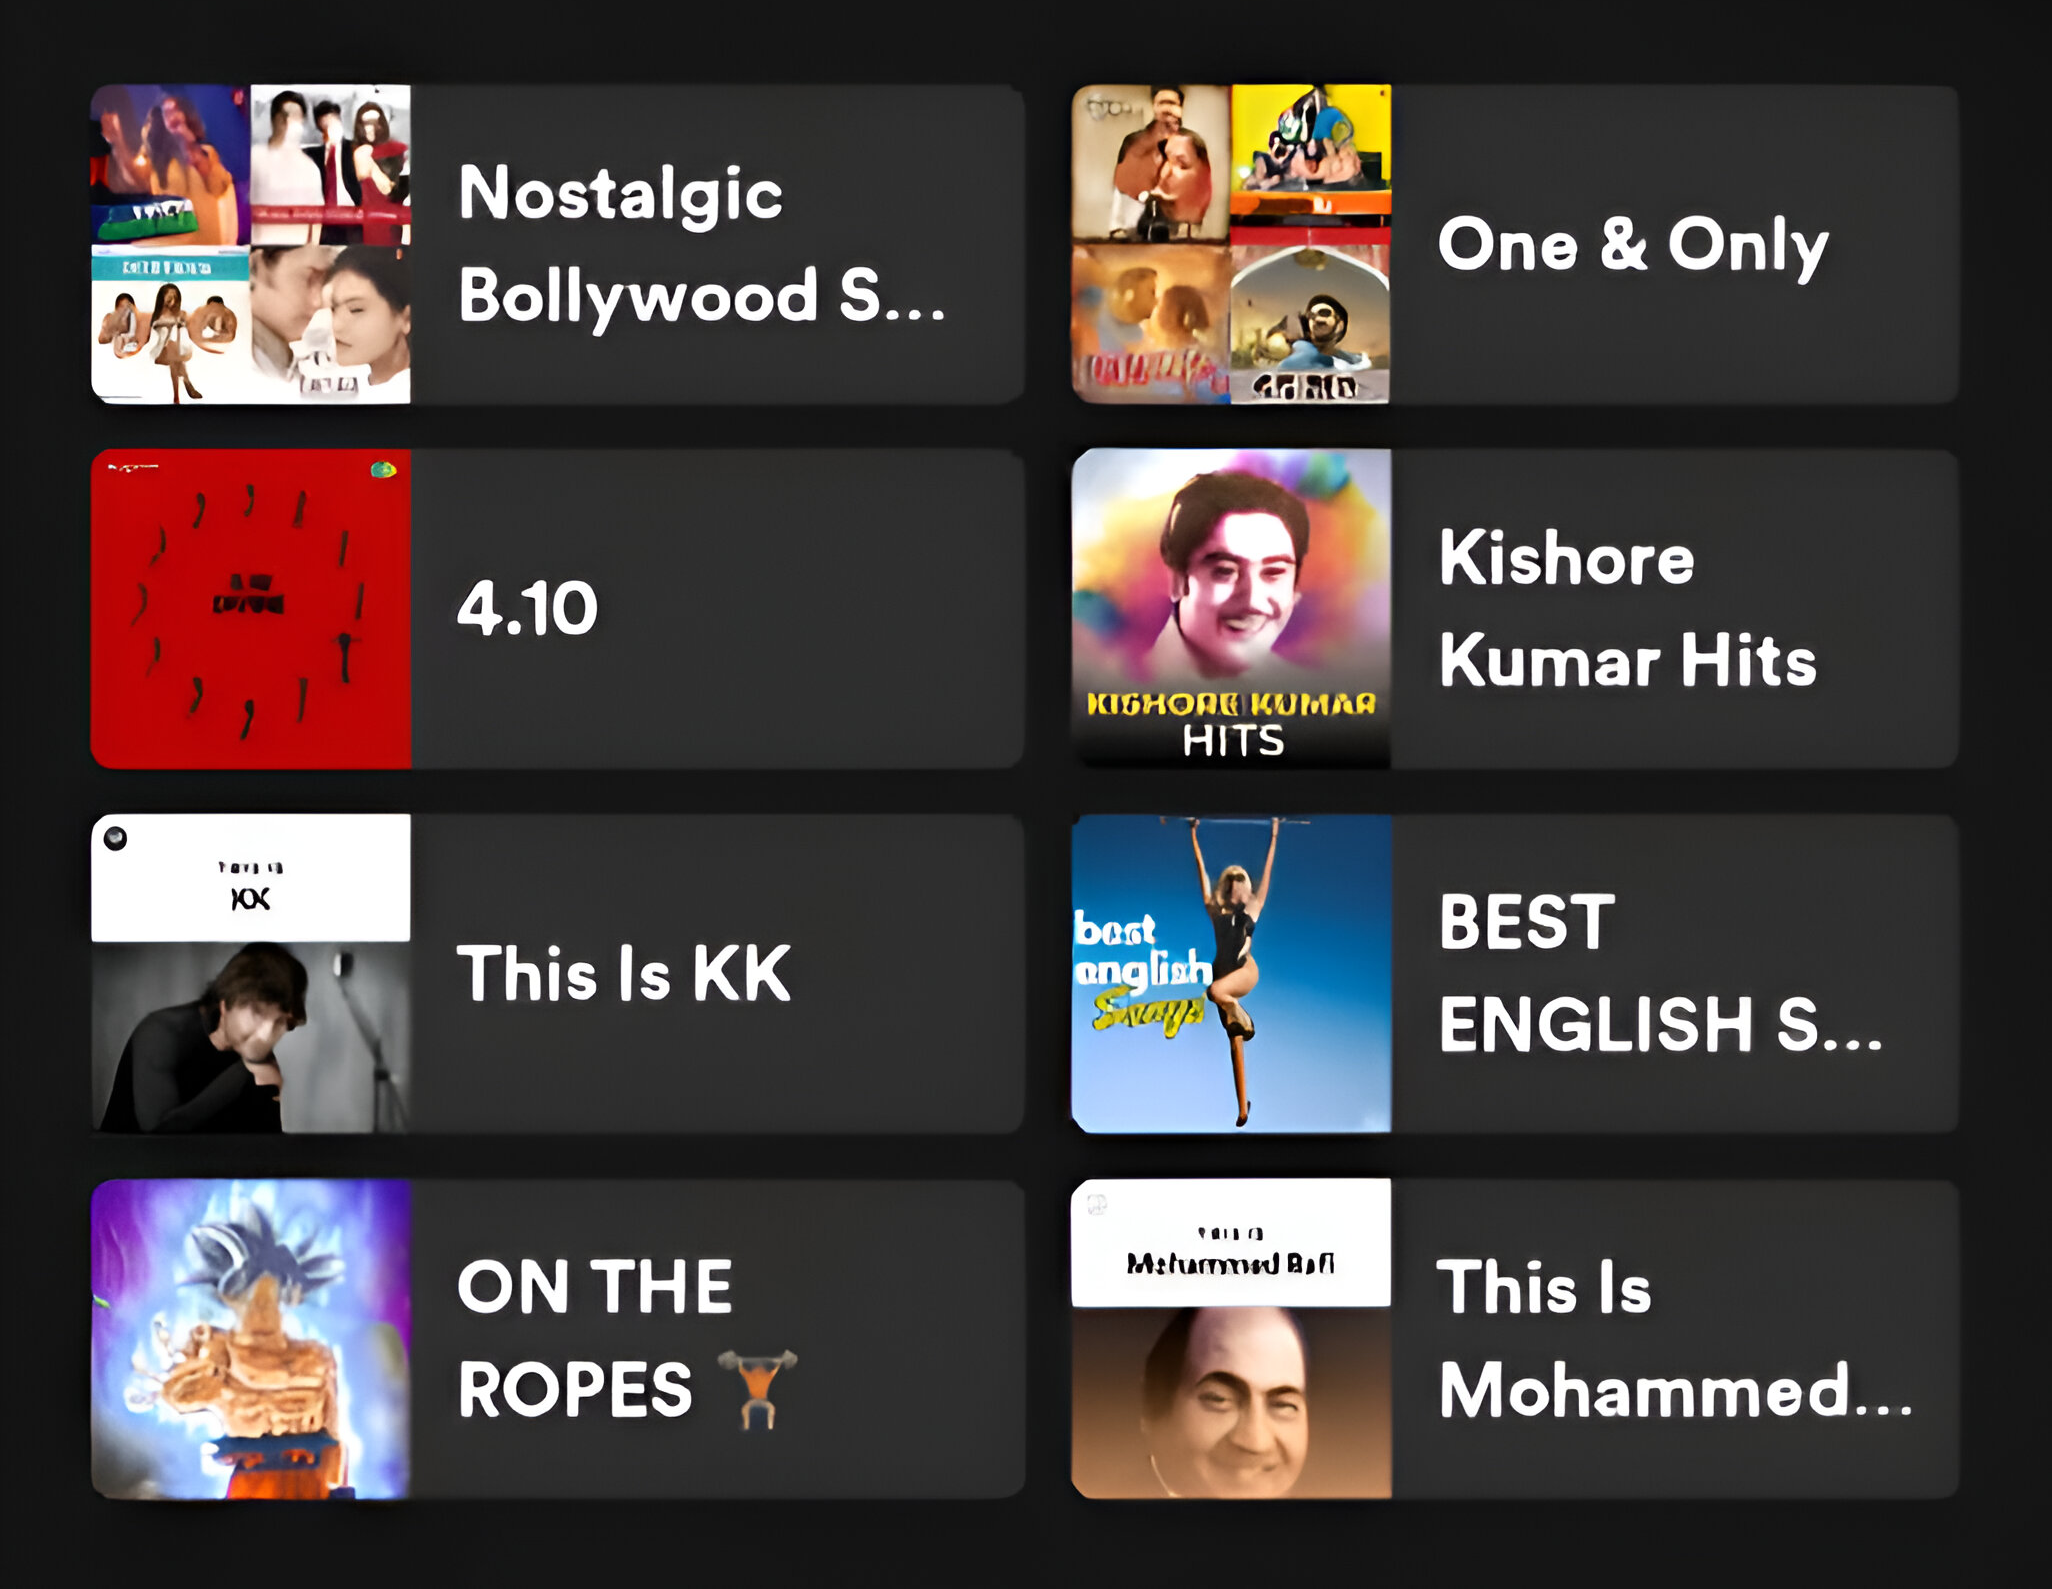 Nostalgic
Bollywood S...
One & Only
4.10
KISHORE KUMAR
HITS
Kishore
Kumar Hits
KK
This Is KK
best
english
Songs
BEST
ENGLISH S...
ON THE
ROPES 🏋
Mohammed Rafi
This Is
Mohammed...